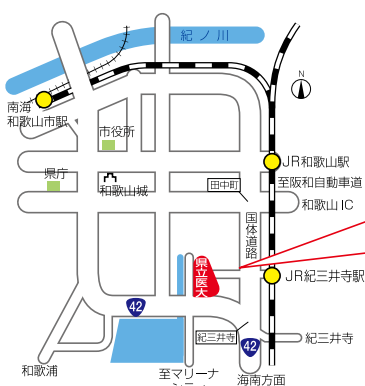 紀ノ川
N
南海
和歌山市駅
市役所
JR和歌山駅
県庁
和歌山城
田中町
至阪和自動車道
和歌山IC
国体道路
県立医大
JR紀三井寺駅
42
紀三井寺
紀三井寺
42
和歌浦
至マリーナ
海南方面